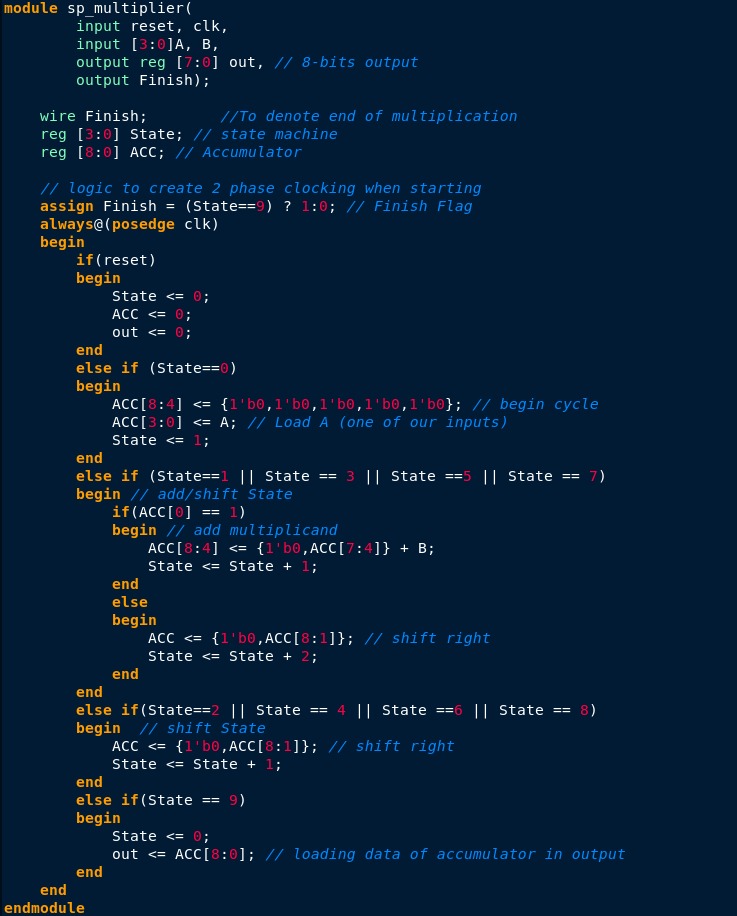 module sp_multiplier(
        input reset, clk,
        input [3:0]A, B,
        output reg [7:0] out, // 8-bits output
        output Finish);

    wire Finish;        //To denote end of multiplication
    reg [3:0] State; // state machine
    reg [8:0] ACC; // Accumulator

    // logic to create 2 phase clocking when starting
    assign Finish = (State==9) ? 1:0; // Finish Flag
    always@(posedge clk)
    begin
        if(reset)
        begin
            State <= 0;
            ACC <= 0;
            out <= 0;
        end
        else if (State==0)
        begin
            ACC[8:4] <= {1'b0,1'b0,1'b0,1'b0,1'b0}; // begin cycle
            ACC[3:0] <= A; // Load A (one of our inputs)
            State <= 1;
        end
        else if (State==1 || State == 3 || State ==5 || State == 7)
        begin // add/shift State
            if(ACC[0] == 1)
            begin // add multiplicand
                ACC[8:4] <= {1'b0,ACC[7:4]} + B;
                State <= State + 1;
            end
            else
            begin
                ACC <= {1'b0,ACC[8:1]}; // shift right
                State <= State + 2;
            end
        end
        else if(State==2 || State == 4 || State ==6 || State == 8)
        begin  // shift State
            ACC <= {1'b0,ACC[8:1]}; // shift right
            State <= State + 1;
        end
        else if(State == 9)
        begin
            State <= 0;
            out <= ACC[8:0]; // loading data of accumulator in output
        end
    end
endmodule